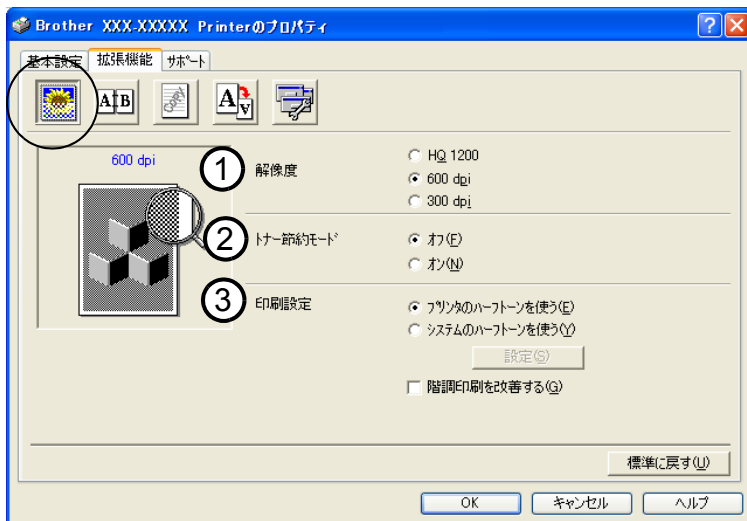 Brother XXX-XXXXX Printerのプロパティ
基本設定 拡張機能 サポート
A B COPY A A
600 dpi
① 解像度
HQ 1200
600 dpi
300 dpi
② トナー節約モード
オフ(F)
オン(N)
③ 印刷設定
プリンタのハーフトーンを使う(E)
システムのハーフトーンを使う(Y)
設定(S)
階調印刷を改善する(G)
標準に戻す(U)
OK キャンセル ヘルプ